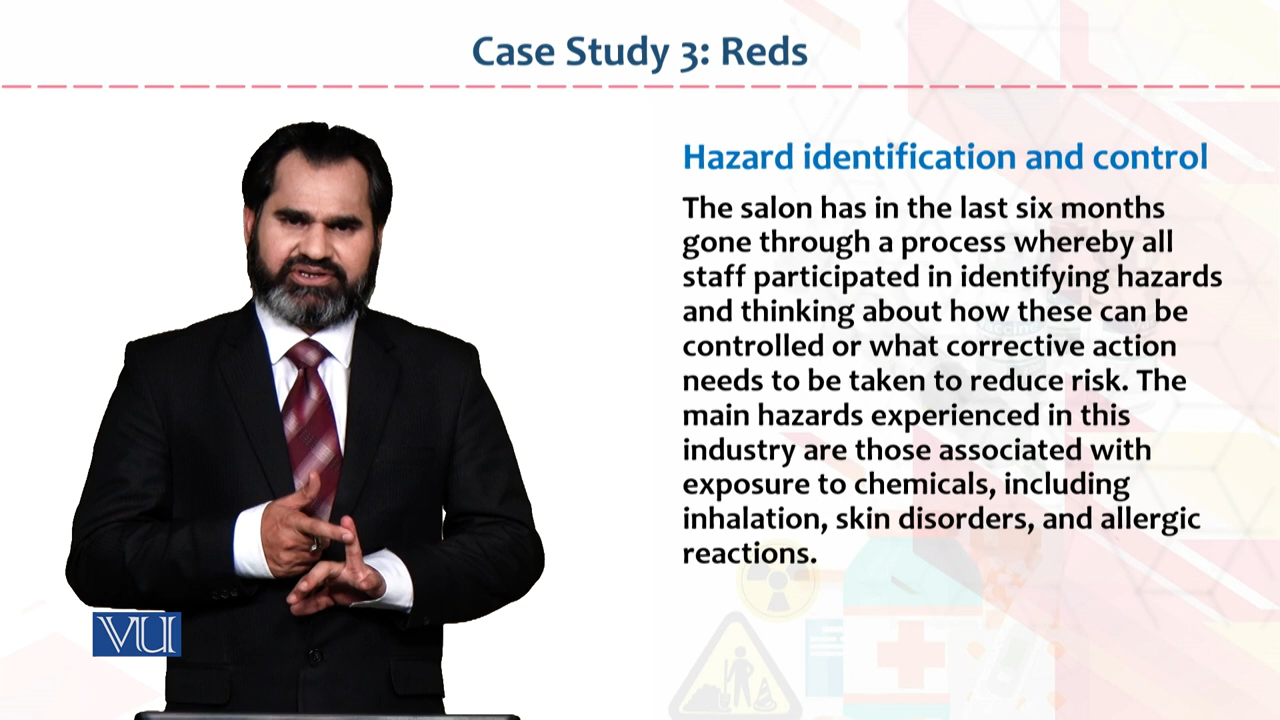 Case Study 3: Reds
Hazard identification and control
The salon has in the last six months
gone through a process whereby all
staff participated in identifying hazards
and thinking about how these can be
controlled or what corrective action
needs to be taken to reduce risk. The
main hazards experienced in this
industry are those associated with
exposure to chemicals, including
inhalation, skin disorders, and allergic
reactions.
VU